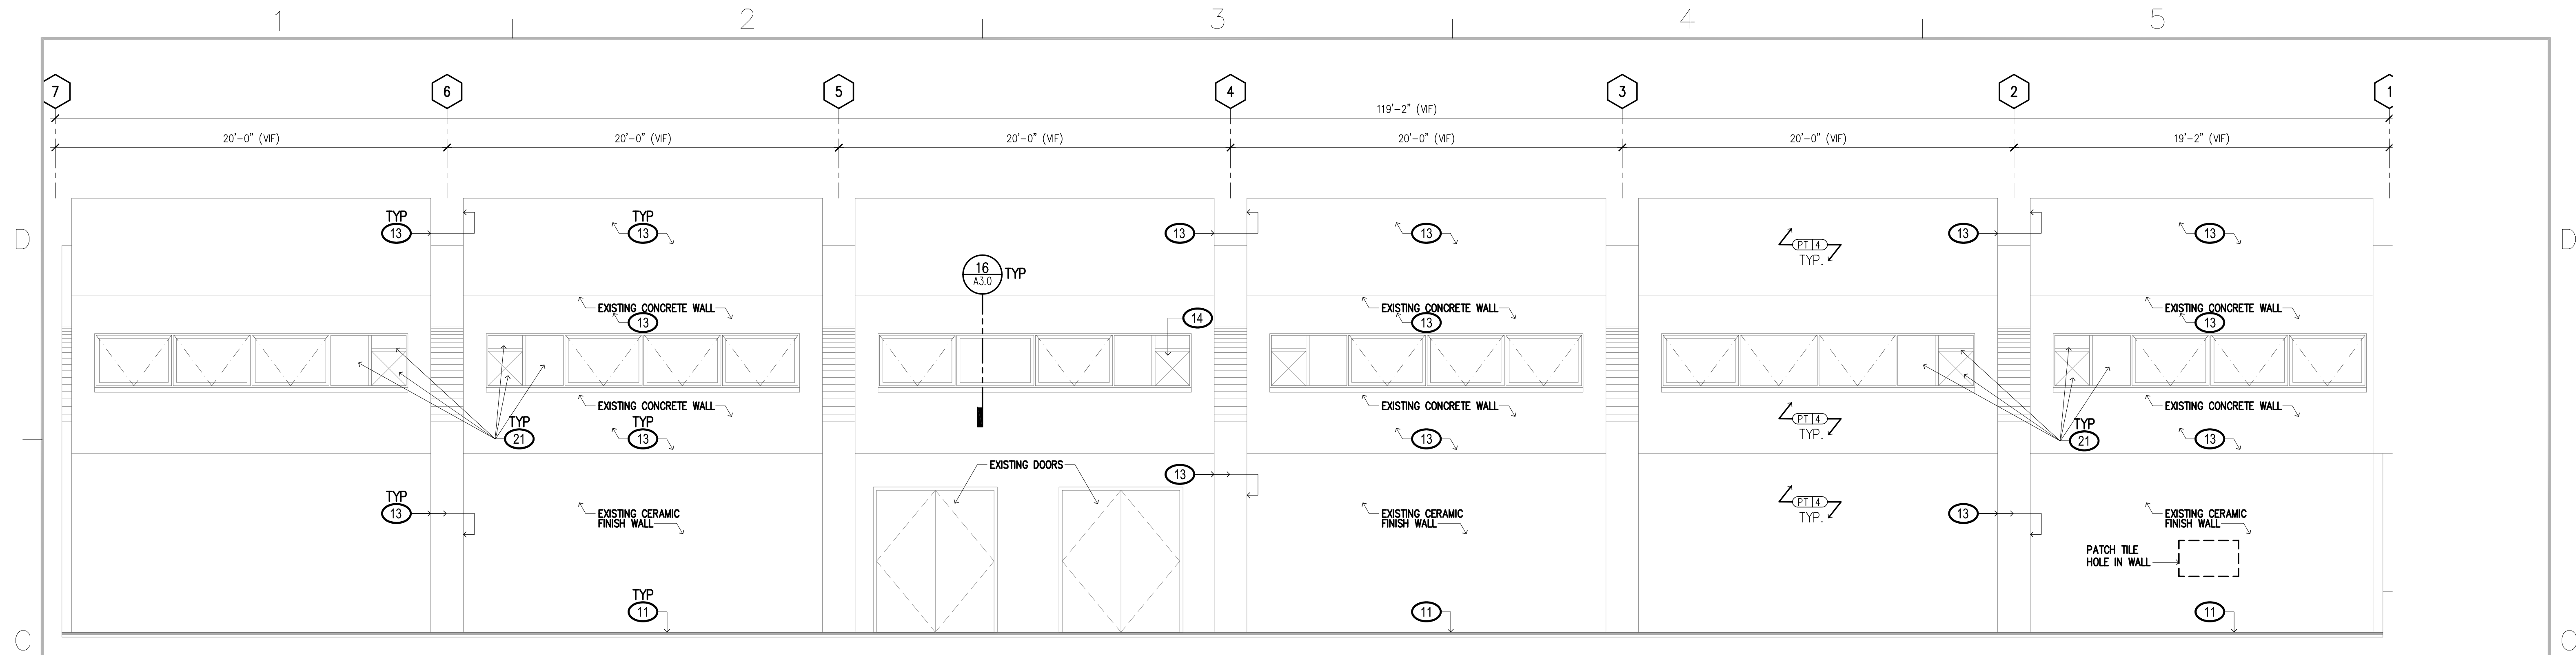 1 2 3 4 5
7 6 5 4 3 2 1
119'-2" (VIF)
20'-0" (VIF) 20'-0" (VIF) 20'-0" (VIF) 20'-0" (VIF) 20'-0" (VIF) 19'-2" (VIF)
TYP TYP
13 13 13 13 13 13
D D
PT 4
TYP.
16
A3.0
TYP
EXISTING CONCRETE WALL EXISTING CONCRETE WALL EXISTING CONCRETE WALL
13 14 13 13
EXISTING CONCRETE WALL EXISTING CONCRETE WALL EXISTING CONCRETE WALL
TYP TYP PT 4 TYP
21 13 13 TYP. 21 13
EXISTING DOORS
13
TYP PT 4
13 TYP. 13
EXISTING CERAMIC
FINISH WALL
EXISTING CERAMIC
FINISH WALL
EXISTING CERAMIC
FINISH WALL
PATCH TILE
HOLE IN WALL
TYP
11 11 11
C C